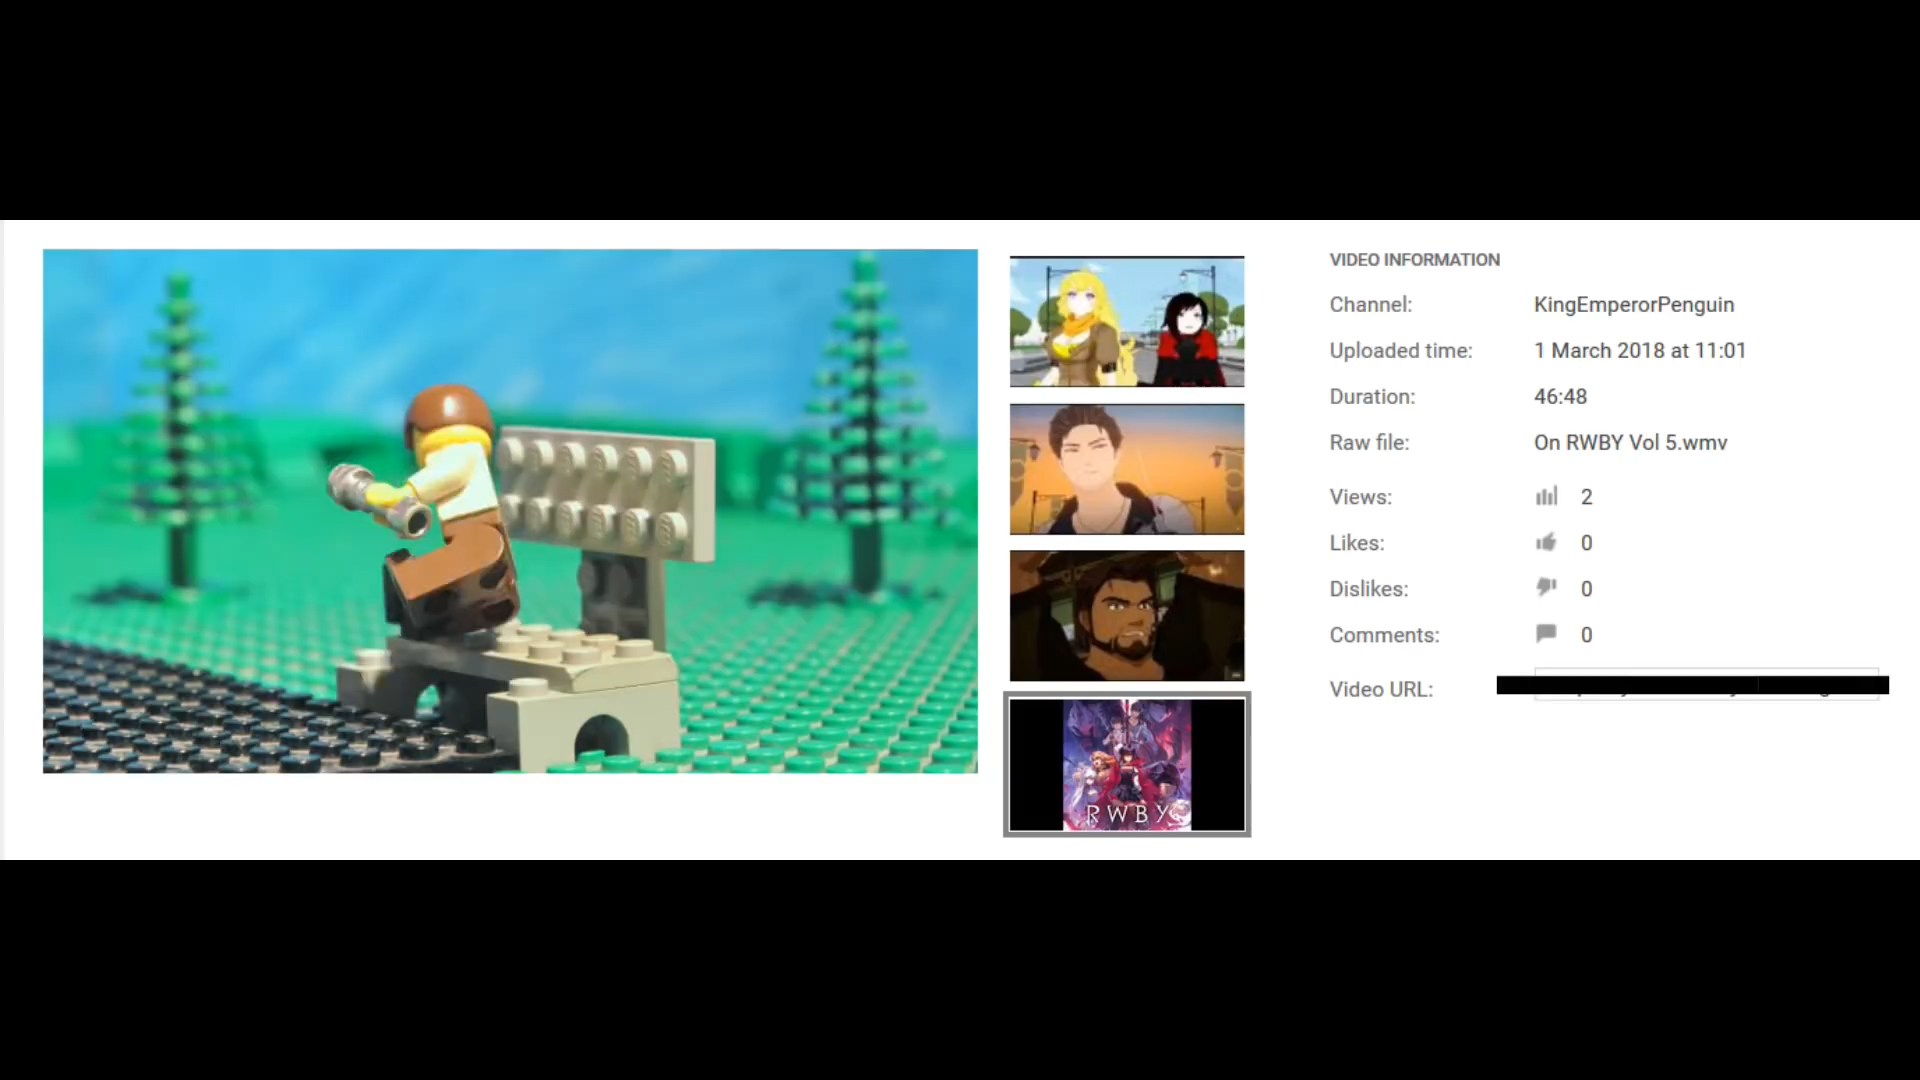 VIDEO INFORMATION
Channel: KingEmperorPenguin
Uploaded time: 1 March 2018 at 11:01
Duration: 46:48
Raw file: On RWBY Vol 5.wmv
Views: 2
Likes: 0
Dislikes: 0
Comments: 0
Video URL:
RWBY